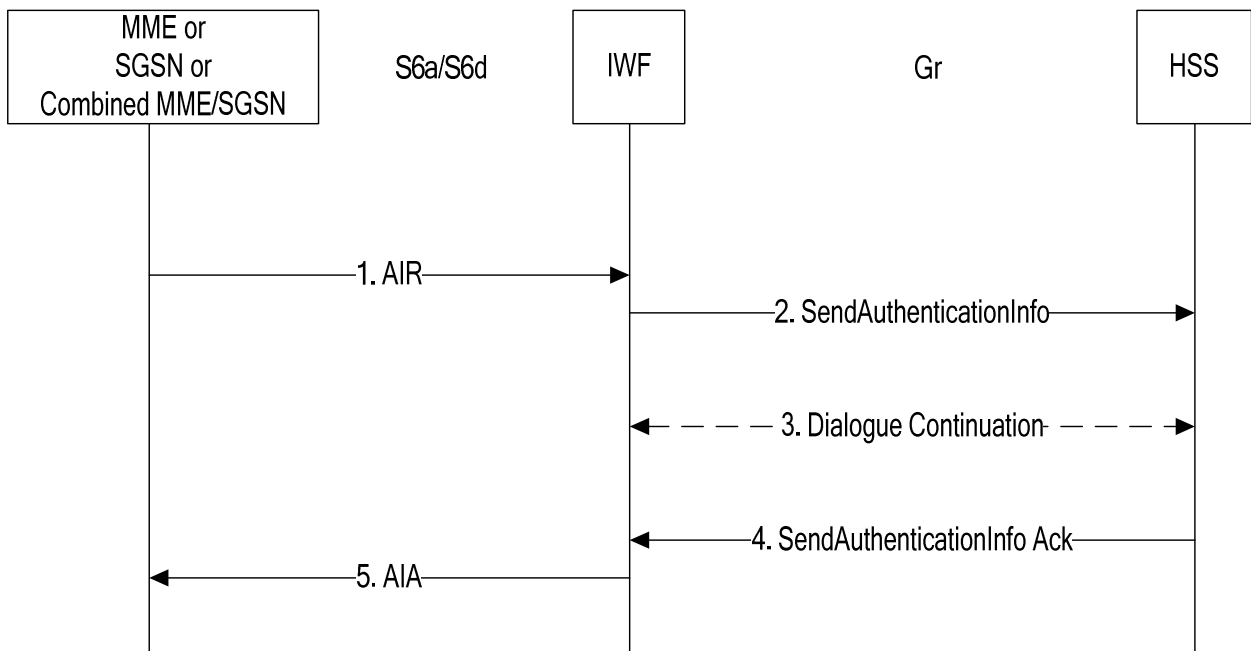 MME or
SGSN or
Combined MME/SGSN
S6a/S6d
IWF
Gr
HSS
1. AIR
2. SendAuthenticationInfo
3. Dialogue Continuation
4. SendAuthenticationInfo Ack
5. AIA